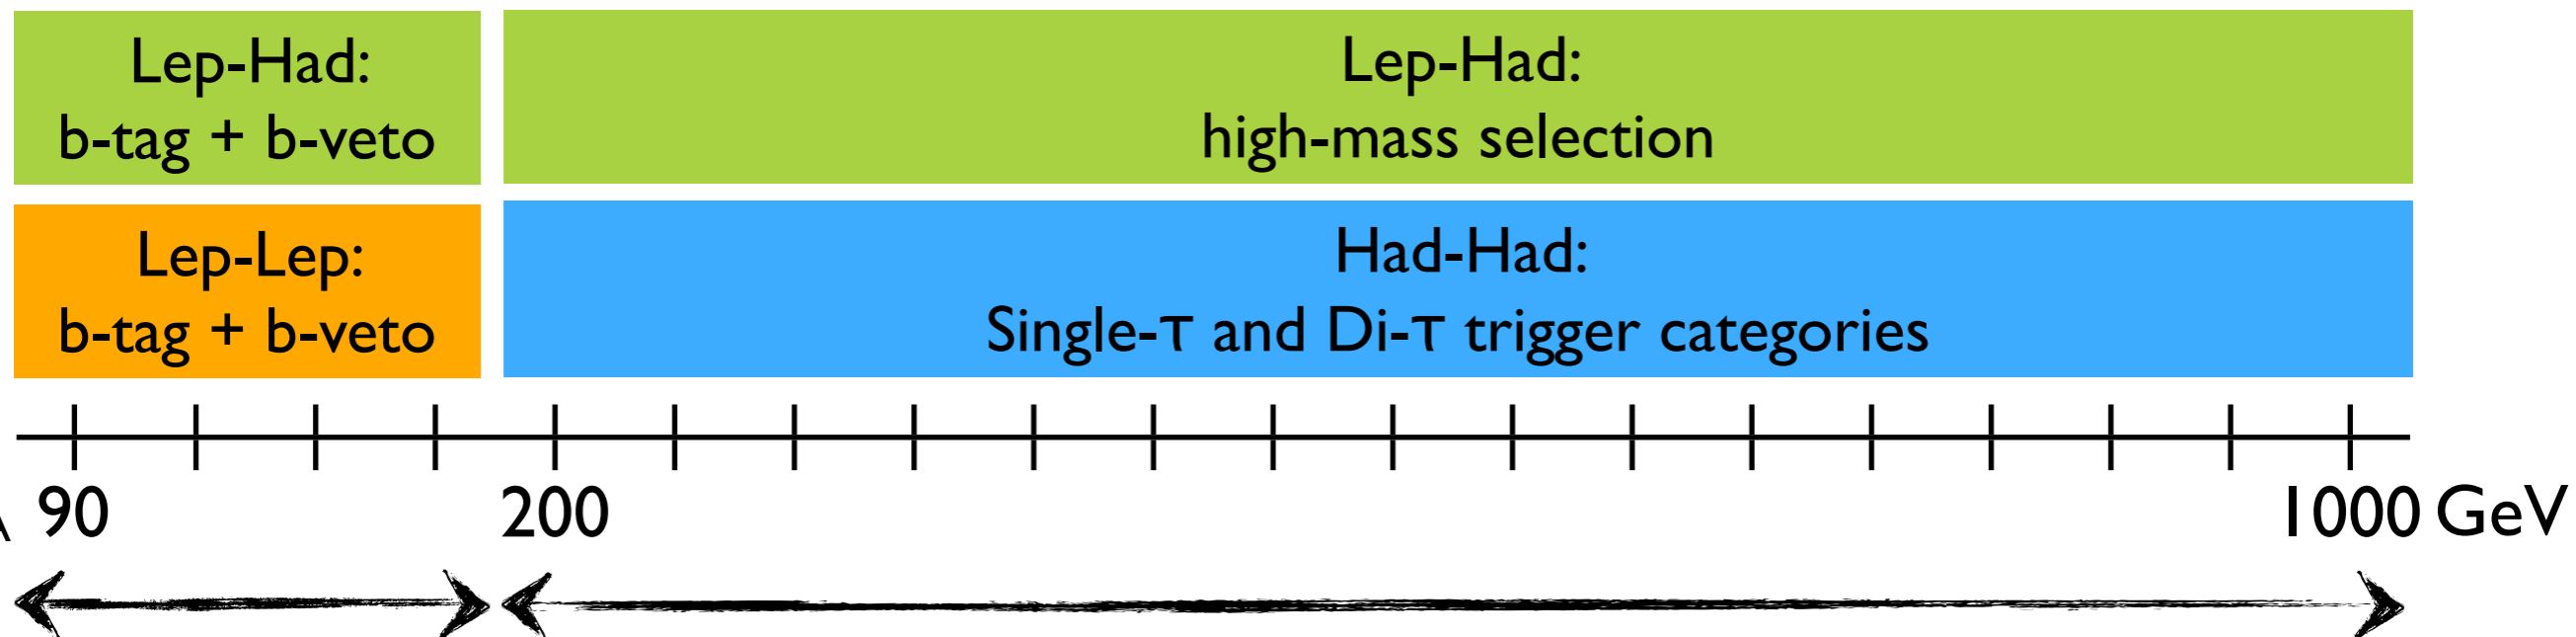 Lep-Had:
b-tag + b-veto
Lep-Had:
high-mass selection
Lep-Lep:
b-tag + b-veto
Had-Had:
Single-τ and Di-τ trigger categories
90 200 1000 GeV